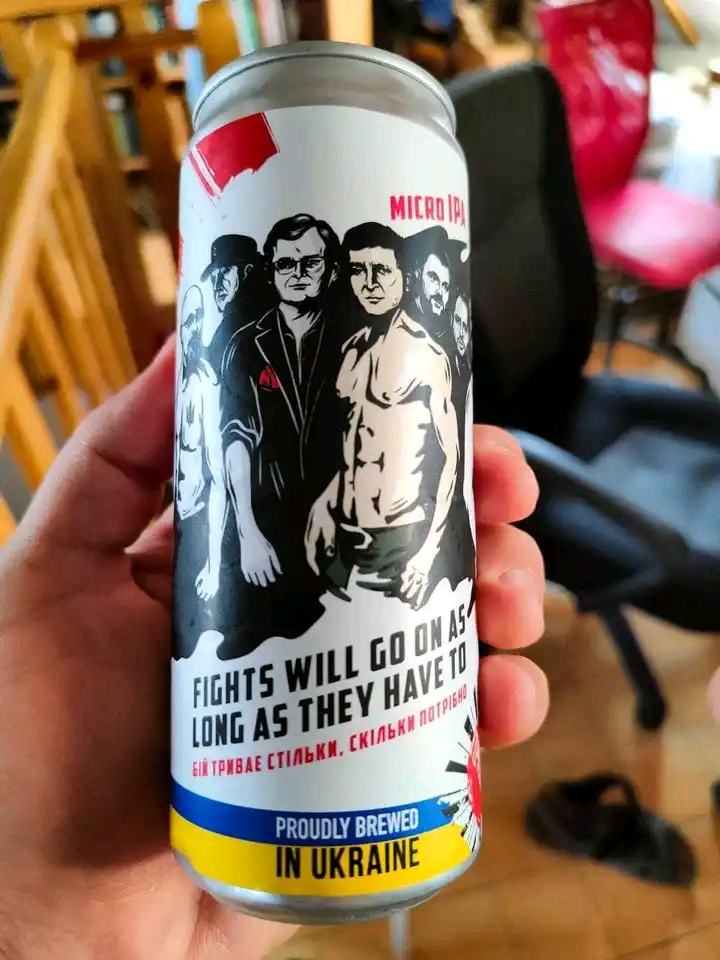 MICRO IPA
FIGHTS WILL GO ON AS
LONG AS THEY HAVE TO
БІЙ ТРИВАЄ СТІЛЬКИ, СКІЛЬКИ ПОТРІБНО
PROUDLY BREWED
IN UKRAINE